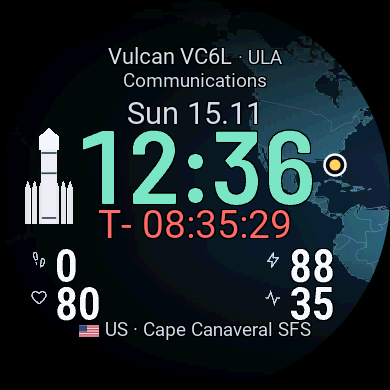 Vulcan VC6L · ULA
Communications
Sun 15.11
12:36
T- 08:35:29
0 88
80 35
US · Cape Canaveral SFS